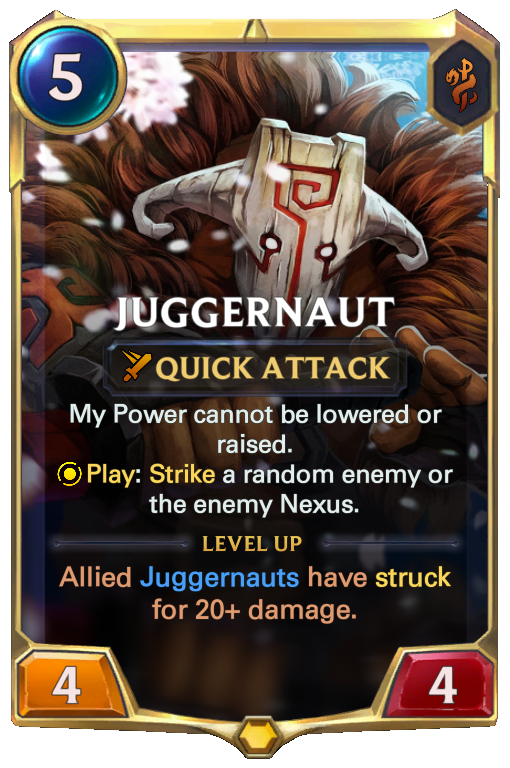 5
JUGGERNAUT
QUICK ATTACK
My Power cannot be lowered or
raised.
Play: Strike a random enemy or
the enemy Nexus.
LEVEL UP
Allied Juggernauts have struck
for 20+ damage.
4
4